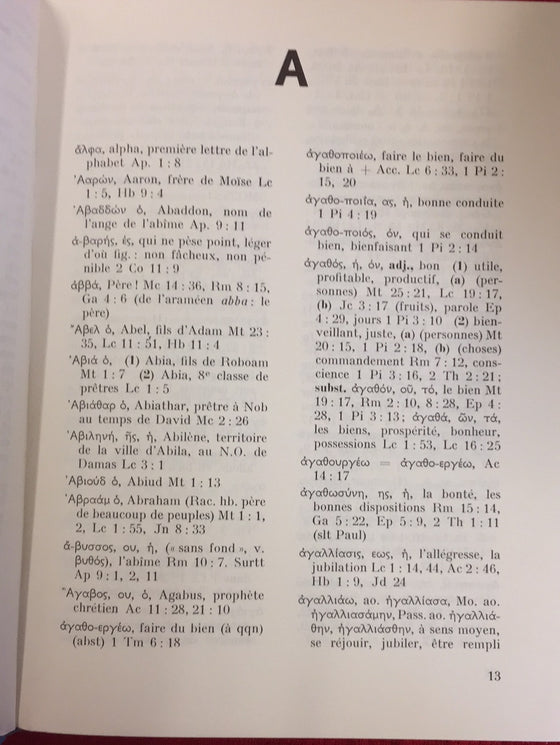 A
ἄλφα, alpha, première lettre de l'al-
phabet Ap. 1 : 8
Ἀαρών, Aaron, frère de Moïse Lc
1 : 5, Hb 9 : 4
Ἀβαδδών ὁ, Abaddon, nom de
l'ange de l'abîme Ap. 9 : 11
ἀ-βαρής, ές, qui ne pèse point, léger
d'où fig. : non fâcheux, non pé-
nible 2 Co 11 : 9
ἀββά, Père! Mc 14 : 36, Rm 8 : 15,
Ga 4 : 6 (de l'araméen abba : le
père)
Ἄβελ ὁ, Abel, fils d'Adam Mt 23 :
35, Lc 11 : 51, Hb 11 : 4
Ἀβιά ὁ, (1) Abia, fils de Roboam
Mt 1 : 7 (2) Abia, 8e classe de
prêtres Lc 1 : 5
Ἀβιάθαρ ὁ, Abiathar, prêtre à Nob
au temps de David Mc 2 : 26
Ἀβιληνή, ῆς, ἡ, Abilène, territoire
de la ville d'Abila, au N.O. de
Damas Lc 3 : 1
Ἀβιούδ ὁ, Abiud Mt 1 : 13
Ἀβραάμ ὁ, Abraham (Rac. hb. père
de beaucoup de peuples) Mt 1 : 1,
2, Lc 1 : 55, Jn 8 : 33
ἄ-βυσσος, ου, ἡ, (« sans fond », v.
βυθός), l'abîme Rm 10 : 7. Surtt
Ap 9 : 1, 2, 11
Ἄγαβος, ου, ὁ, Agabus, prophète
chrétien Ac 11 : 28, 21 : 10
ἀγαθο-εργέω, faire du bien (à qqn)
(abst) 1 Tm 6 : 18
ἀγαθοποιέω, faire le bien, faire du
bien à + Acc. Lc 6 : 33, 1 Pi 2 :
15, 20
ἀγαθο-ποιΐα, ας, ἡ, bonne conduite
1 Pi 4 : 19
ἀγαθο-ποιός, όν, qui se conduit
bien, bienfaisant 1 Pi 2 : 14
ἀγαθός, ή, όν, adj., bon (1) utile,
profitable, productif, (a) (per-
sonnes) Mt 25 : 21, Lc 19 : 17,
(b) Jc 3 : 17 (fruits), parole Ep
4 : 29, jours 1 Pi 3 : 10 (2) bien-
veillant, juste, (a) (personnes) Mt
20 : 15, 1 Pi 2 : 18, (b) (choses)
commandement Rm 7 : 12, cons-
cience 1 Pi 3 : 16, 2 Th 2 : 21;
subst. ἀγαθόν, οῦ, τό, le bien Mt
19 : 17, Rm 2 : 10, 8 : 28, Ep 4 :
28, 1 Pi 3 : 13; ἀγαθά, ῶν, τά,
les biens, prospérité, bonheur,
possessions Lc 1 : 53, Lc 16 : 25
ἀγαθουργέω = ἀγαθο-εργέω, Ac
14 : 17
ἀγαθωσύνη, ης, ἡ, la bonté, les
bonnes dispositions Rm 15 : 14,
Ga 5 : 22, Ep 5 : 9, 2 Th 1 : 11
(slt Paul)
ἀγαλλίασις, εως, ἡ, l'allégresse, la
jubilation Lc 1 : 14, 44, Ac 2 : 46,
Hb 1 : 9, Jd 24
ἀγαλλιάω, ao. ἠγαλλίασα, Mo. ao.
ἠγαλλιασάμην, Pass. ao. ἠγαλλιά-
θην, ἠγαλλιάσθην, à sens moyen,
se réjouir, jubiler, être rempli
13